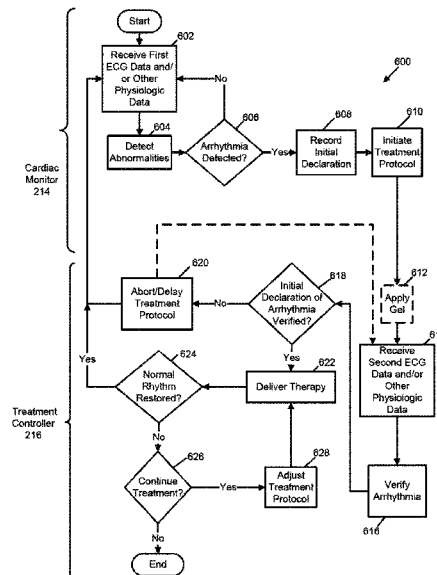 Start
602
Receive First
ECG Data and/
or Other
Physiologic
Data
No
600
604
Detect
Abnormalities
606
Arrhythmia
Detected?
Yes
608
Record
Initial
Declaration
610
Initiate
Treatment
Protocol
Cardiac
Monitor
214
612
Apply
Gel
620
Abort/Delay
Treatment
Protocol
No
618
Initial
Declaration of
Arrhythmia
Verified?
Yes
61
Receive
Second ECG
Data and/or
Other
Physiologic
Data
Yes
624
Normal
Rhythm
Restored?
622
Deliver Therapy
Treatment
Controller
216
No
626
Continue
Treatment?
Yes
628
Adjust
Treatment
Protocol
Verify
Arrhythmia
616
No
End